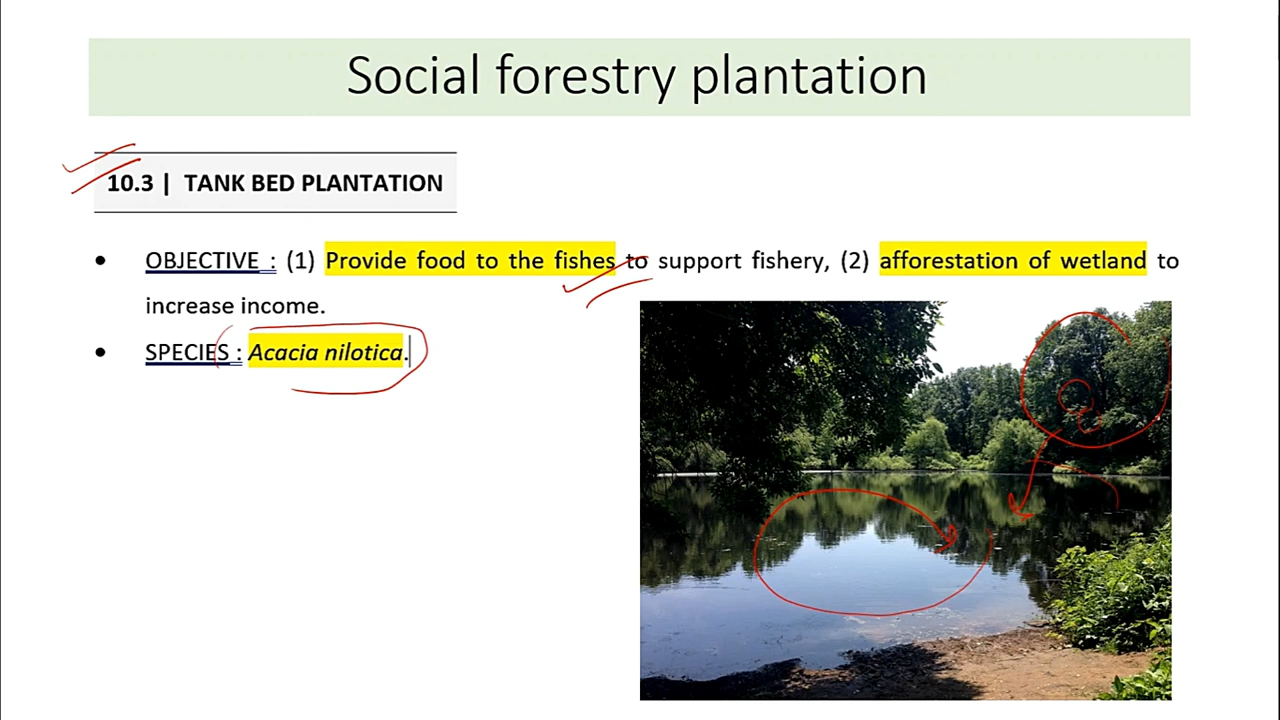 Social forestry plantation
10.3 | TANK BED PLANTATION
• OBJECTIVE : (1) Provide food to the fishes to support fishery, (2) afforestation of wetland to
increase income.
• SPECIES : Acacia nilotica.